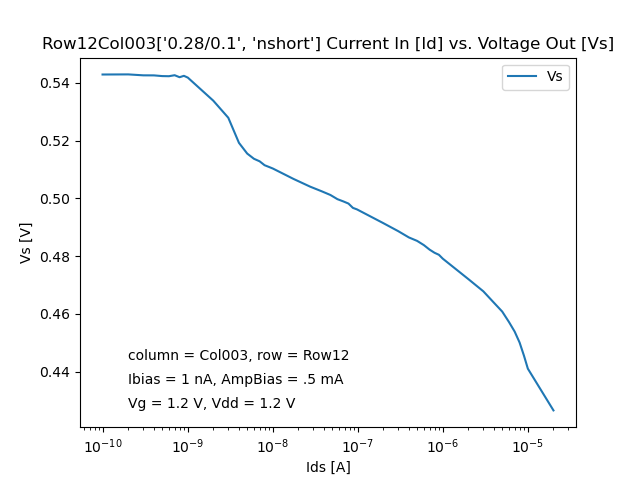 Row12Col003['0.28/0.1', 'nshort'] Current In [Id] vs. Voltage Out [Vs]
Vs
0.54
0.52
0.50
0.48
0.46
0.44
Vs [V]
column = Col003, row = Row12
Ibias = 1 nA, AmpBias = .5 mA
Vg = 1.2 V, Vdd = 1.2 V
10⁻¹⁰ 10⁻⁹ 10⁻⁸ 10⁻⁷ 10⁻⁶ 10⁻⁵
Ids [A]